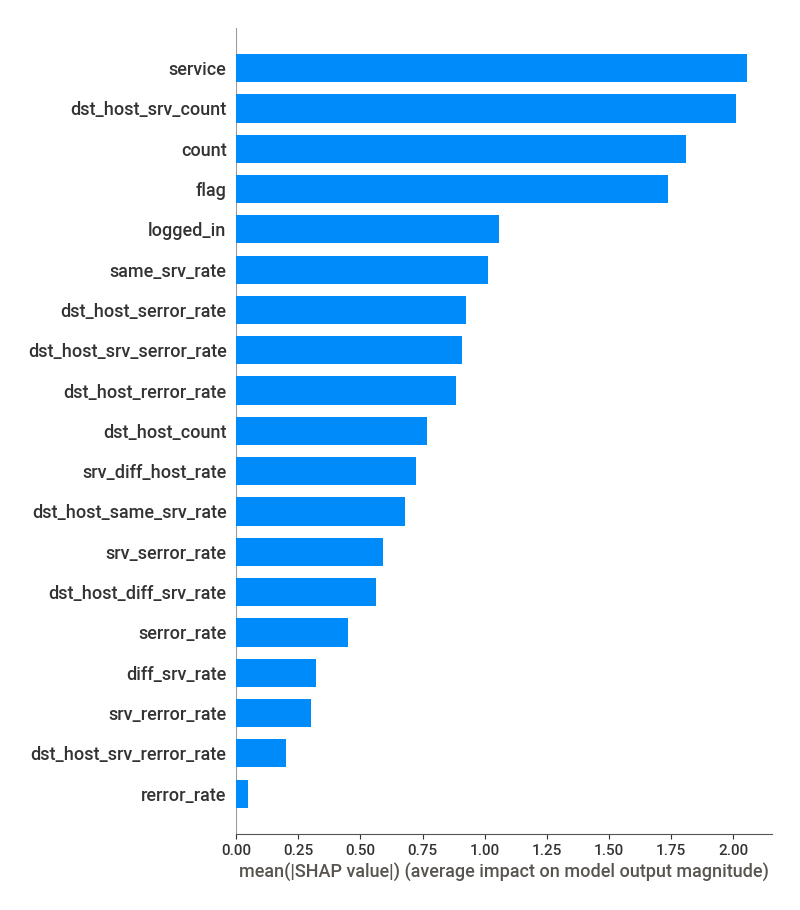 service
dst_host_srv_count
count
flag
logged_in
same_srv_rate
dst_host_serror_rate
dst_host_srv_serror_rate
dst_host_rerror_rate
dst_host_count
srv_diff_host_rate
dst_host_same_srv_rate
srv_serror_rate
dst_host_diff_srv_rate
serror_rate
diff_srv_rate
srv_rerror_rate
dst_host_srv_rerror_rate
rerror_rate
0.00 0.25 0.50 0.75 1.00 1.25 1.50 1.75 2.00
mean(|SHAP value|) (average impact on model output magnitude)